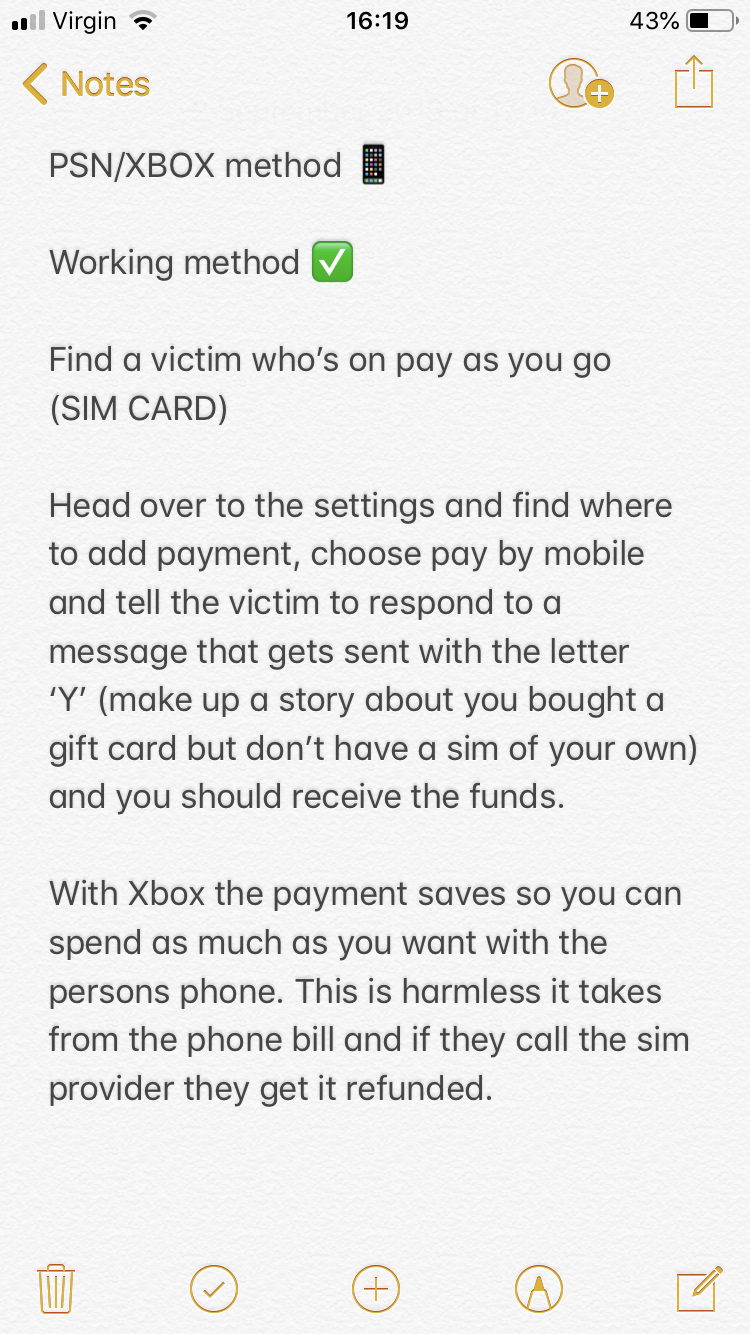 Virgin 16:19 43%
Notes
PSN/XBOX method 📱
Working method ✅
Find a victim who’s on pay as you go
(SIM CARD)
Head over to the settings and find where
to add payment, choose pay by mobile
and tell the victim to respond to a
message that gets sent with the letter
‘Y’ (make up a story about you bought a
gift card but don’t have a sim of your own)
and you should receive the funds.
With Xbox the payment saves so you can
spend as much as you want with the
persons phone. This is harmless it takes
from the phone bill and if they call the sim
provider they get it refunded.